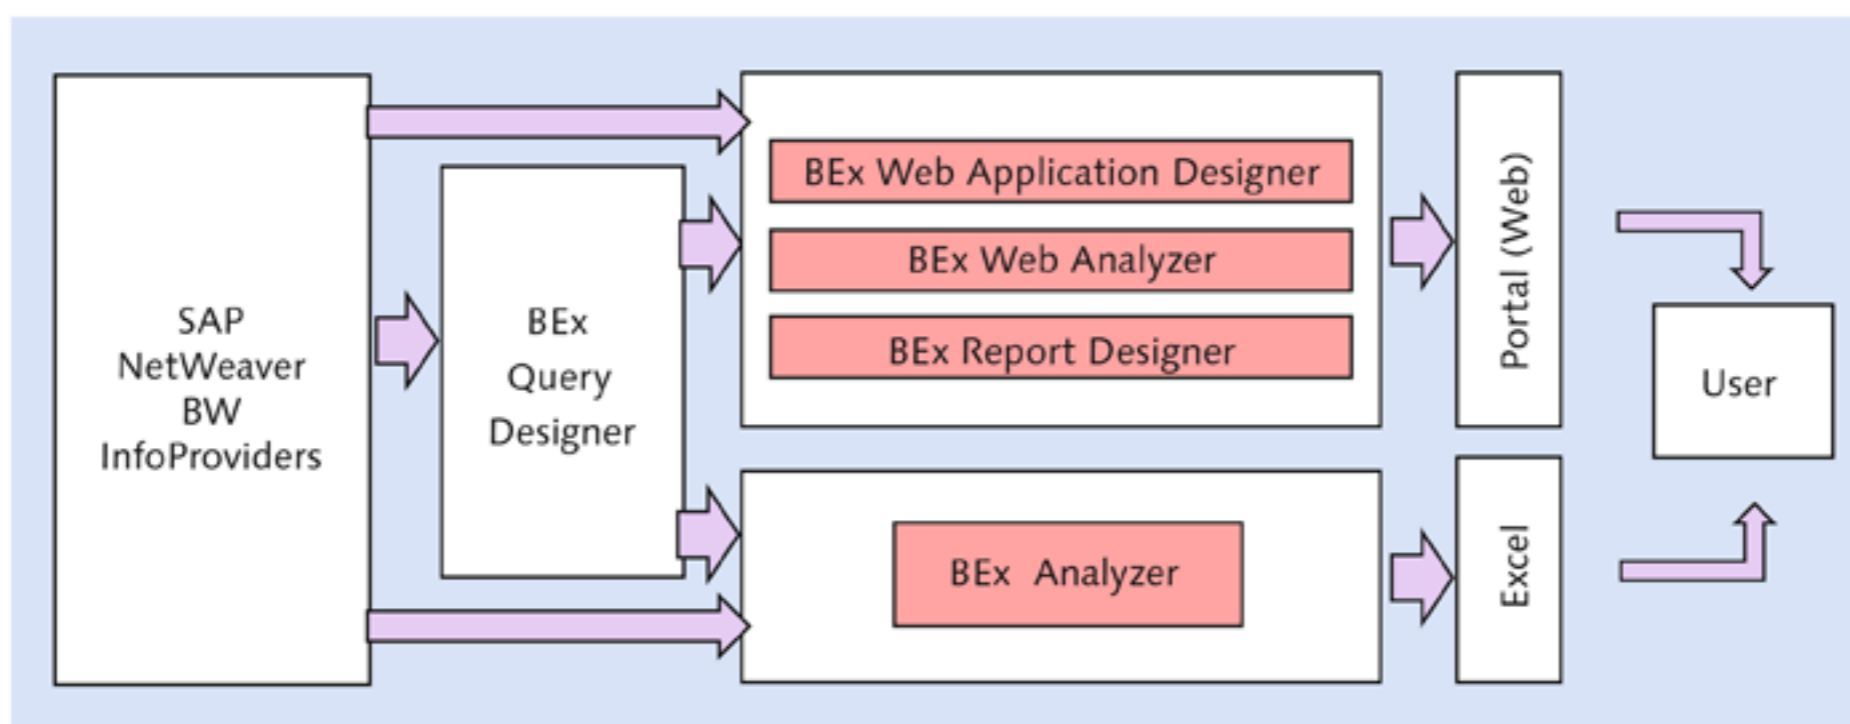 SAP
NetWeaver
BW
InfoProviders
BEx
Query
Designer
BEx Web Application Designer
BEx Web Analyzer
BEx Report Designer
BEx Analyzer
Portal (Web)
Excel
User